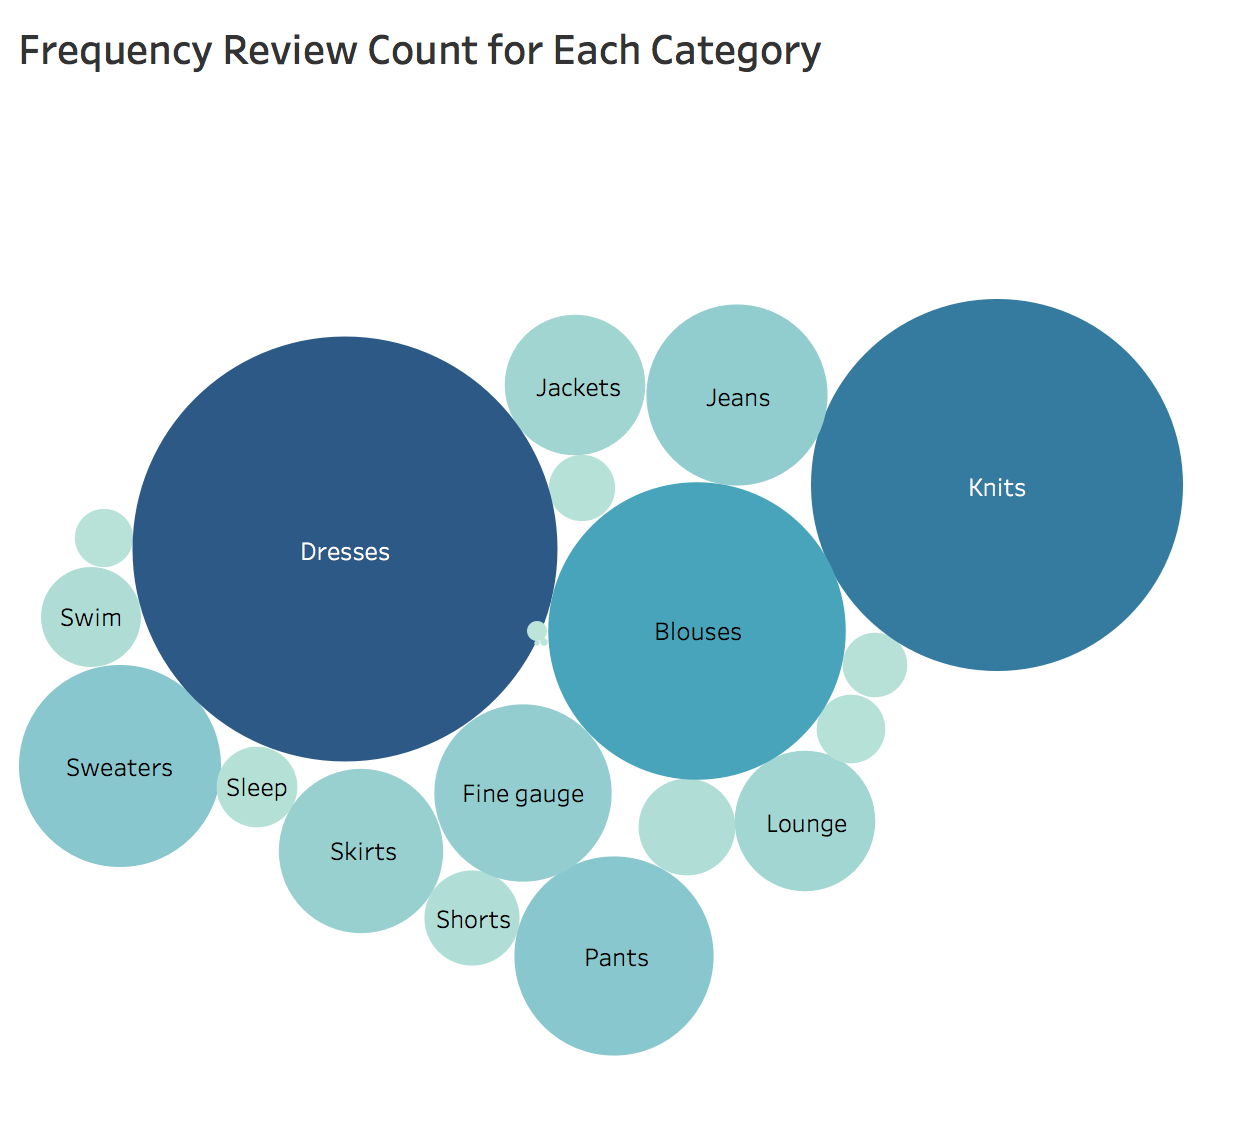 Frequency Review Count for Each Category
Jackets
Jeans
Knits
Dresses
Swim
Blouses
Sweaters
Sleep
Fine gauge
Lounge
Skirts
Shorts
Pants